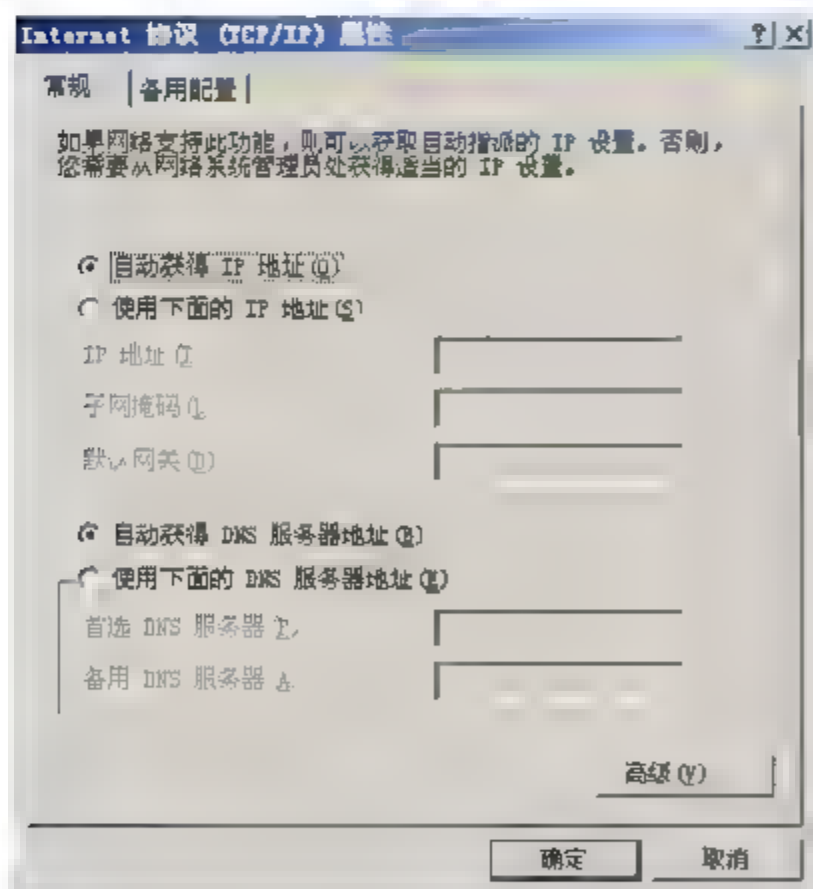 Internet 协议 (TCP/IP) 属性
常规 备用配置
如果网络支持此功能，则可以获取自动指派的 IP 设置。否则，
您需要从网络系统管理员处获得适当的 IP 设置。
自动获得 IP 地址(O)
使用下面的 IP 地址(S)
IP 地址(I
子网掩码(
默认网关(D)
自动获得 DNS 服务器地址(B)
使用下面的 DNS 服务器地址(E)
首选 DNS 服务器 P
备用 DNS 服务器 A
高级(V)
确定 取消